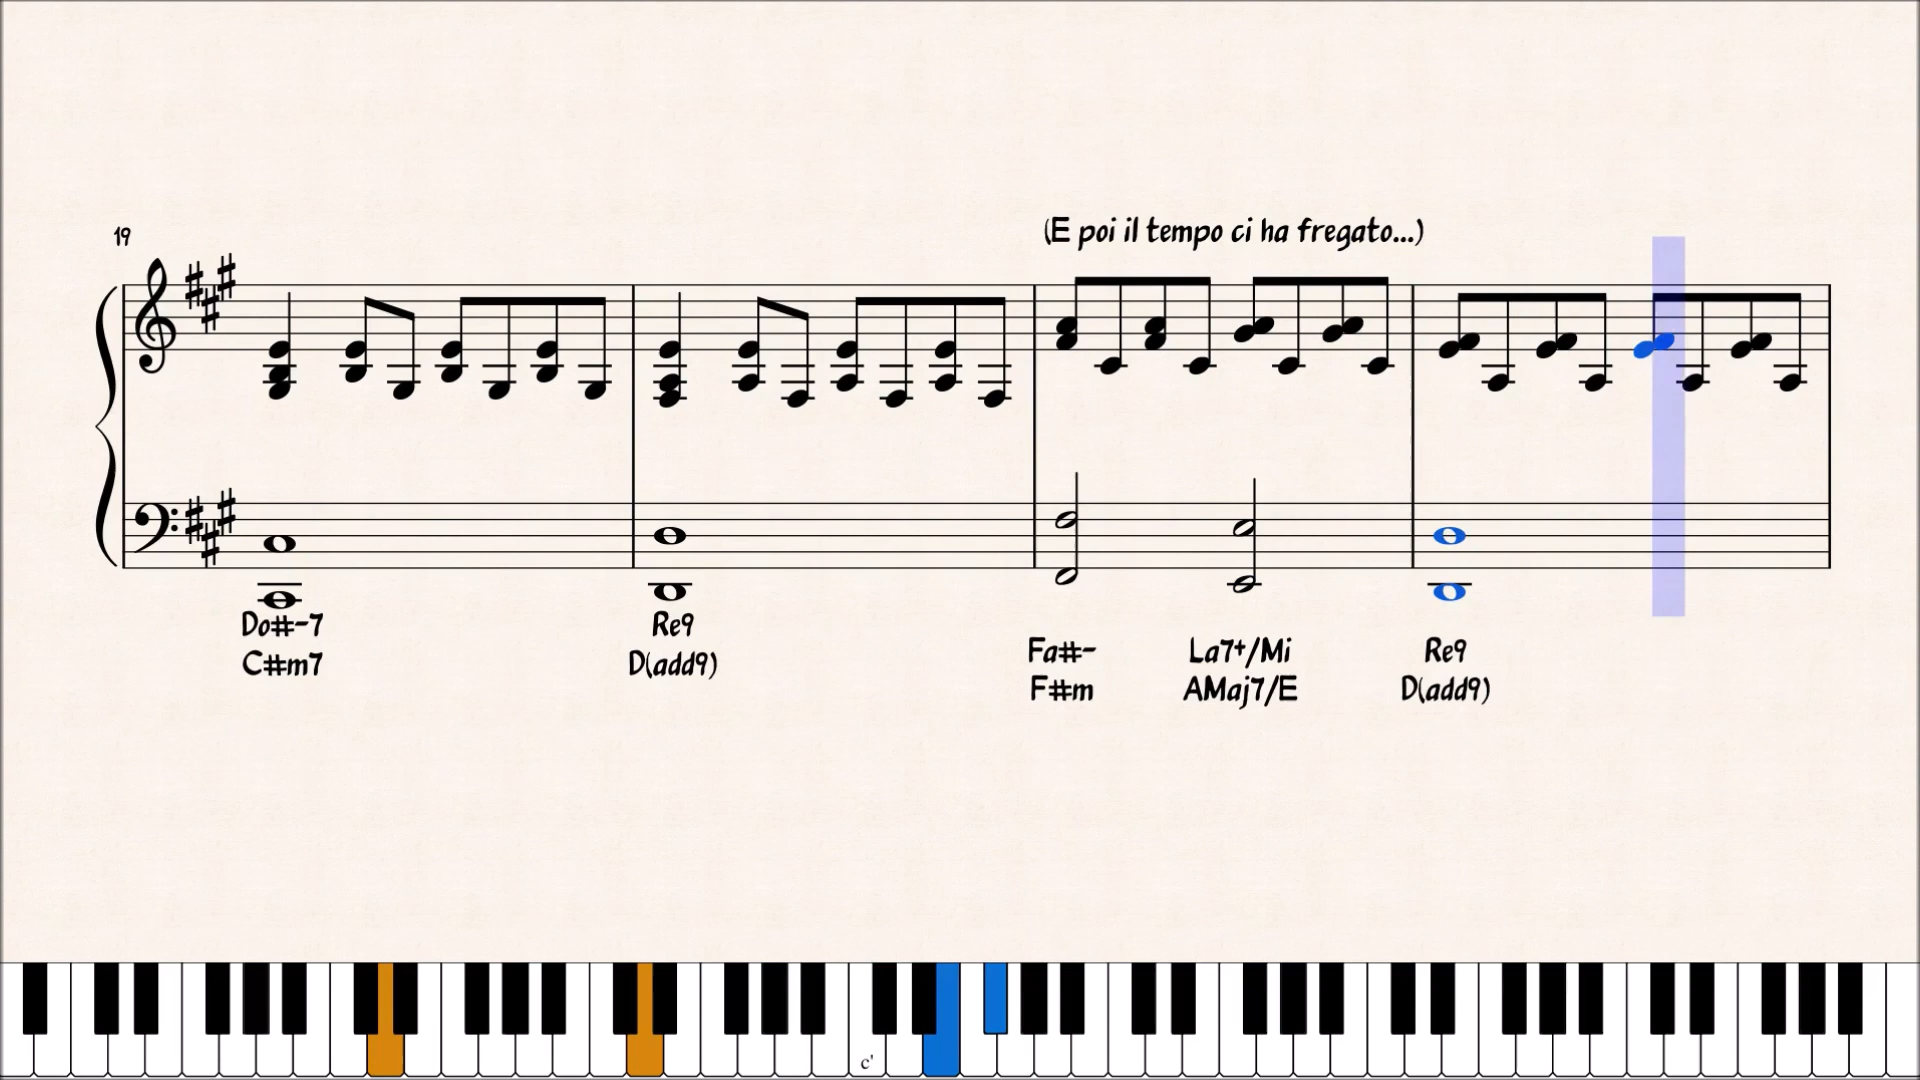 (E poi il tempo ci ha fregato...)
19
Do#-7 Re9
C#m7 D(add9)
Fa#- La7+/Mi Re9
F#m AMaj7/E D(add9)
c'